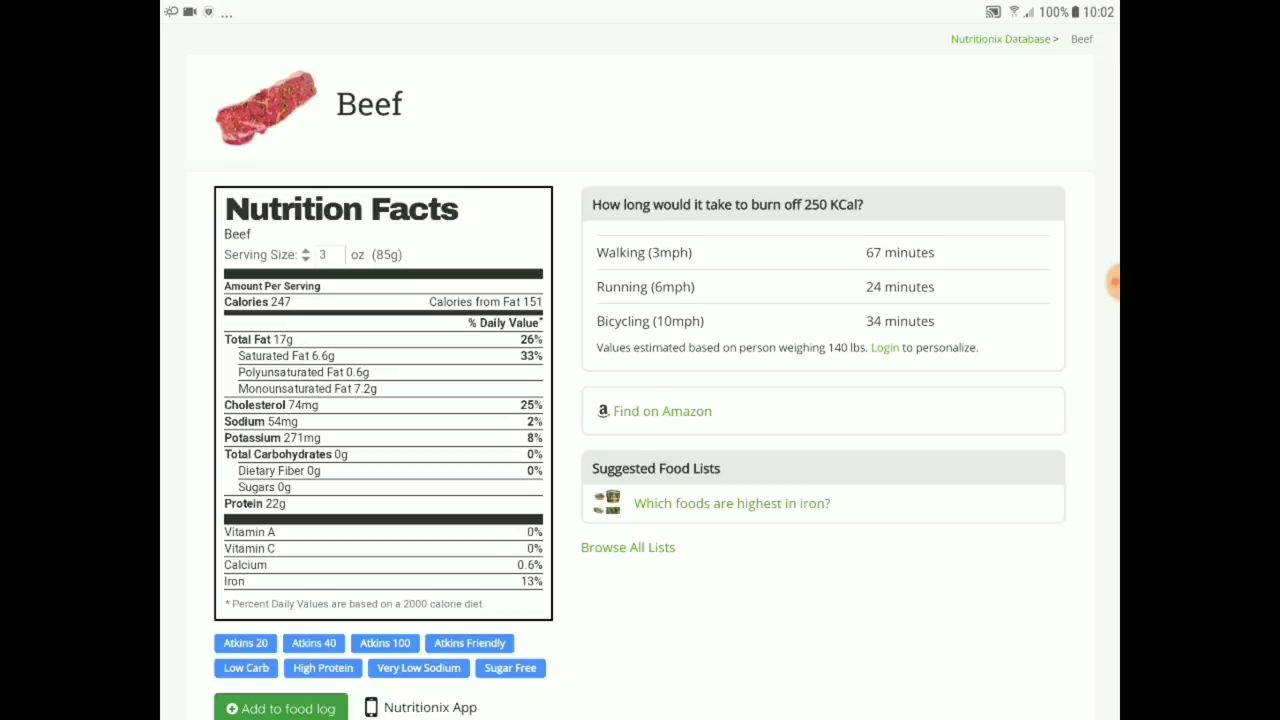 ... 100% 10:02
Nutritionix Database > Beef
Beef
Nutrition Facts
Beef
Serving Size: 3 oz (85g)
Amount Per Serving
Calories 247 Calories from Fat 151
% Daily Value*
Total Fat 17g 26%
Saturated Fat 6.6g 33%
Polyunsaturated Fat 0.6g
Monounsaturated Fat 7.2g
Cholesterol 74mg 25%
Sodium 54mg 2%
Potassium 271mg 8%
Total Carbohydrates 0g 0%
Dietary Fiber 0g 0%
Sugars 0g
Protein 22g
Vitamin A 0%
Vitamin C 0%
Calcium 0.6%
Iron 13%
* Percent Daily Values are based on a 2000 calorie diet.
Atkins 20 Atkins 40 Atkins 100 Atkins Friendly
Low Carb High Protein Very Low Sodium Sugar Free
Add to food log Nutritionix App
How long would it take to burn off 250 KCal?
Walking (3mph) 67 minutes
Running (6mph) 24 minutes
Bicycling (10mph) 34 minutes
Values estimated based on person weighing 140 lbs. Login to personalize.
a Find on Amazon
Suggested Food Lists
Which foods are highest in iron?
Browse All Lists